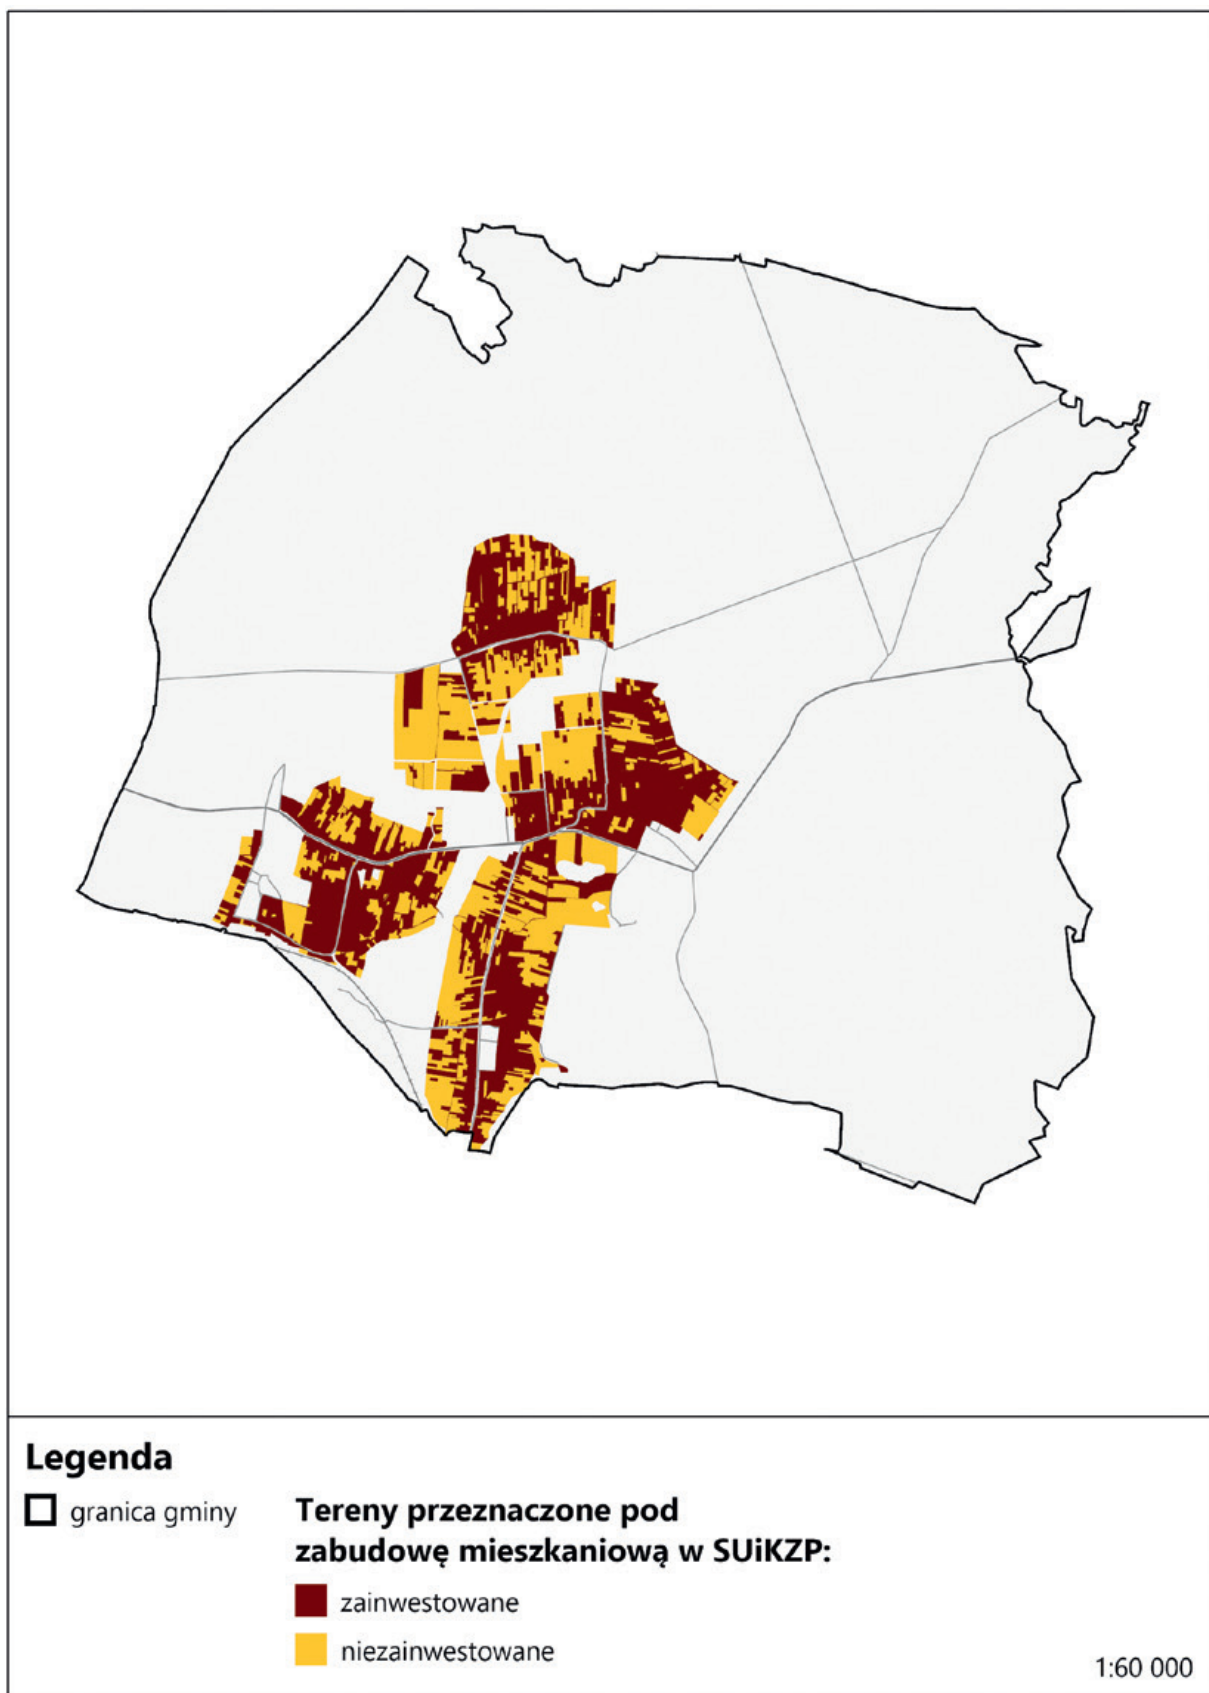 Legenda
granica gminy
Tereny przeznaczone pod
zabudowę mieszkaniową w SUiKZP:
zainwestowane
niezainwestowane
1:60 000